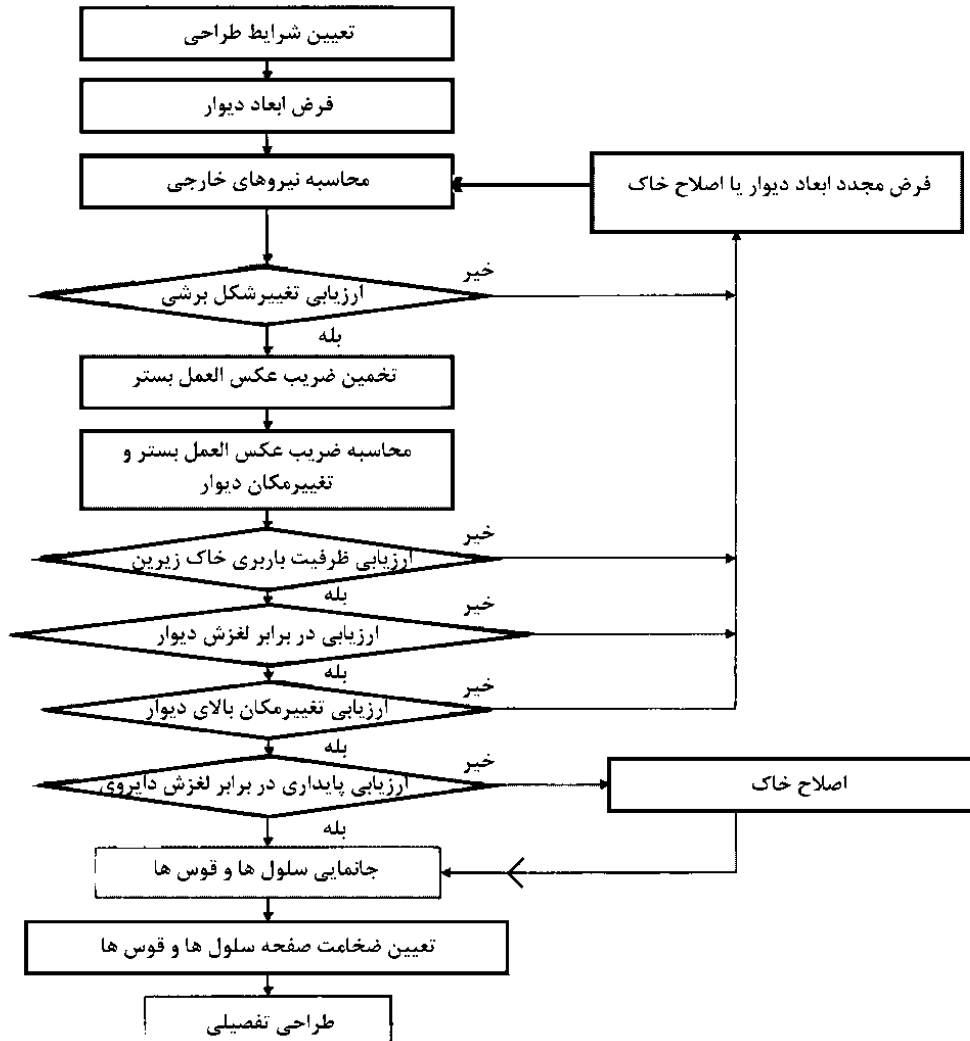 تعیین شرایط طراحی
فرض ابعاد دیوار
محاسبه نیروهای خارجی
فرض مجدد ابعاد دیوار یا اصلاح خاک
خیر
ارزیابی تغییرشکل برشی
بله
تخمین ضریب عکس العمل بستر
محاسبه ضریب عکس العمل بستر و
تغییرمکان دیوار
خیر
ارزیابی ظرفیت باربری خاک زیرین
بله
خیر
ارزیابی در برابر لغزش دیوار
بله
خیر
ارزیابی تغییرمکان بالای دیوار
بله
خیر
ارزیابی پایداری در برابر لغزش دایروی
اصلاح خاک
بله
جانمایی سلول ها و قوس ها
تعیین ضخامت صفحه سلول ها و قوس ها
طراحی تفصیلی